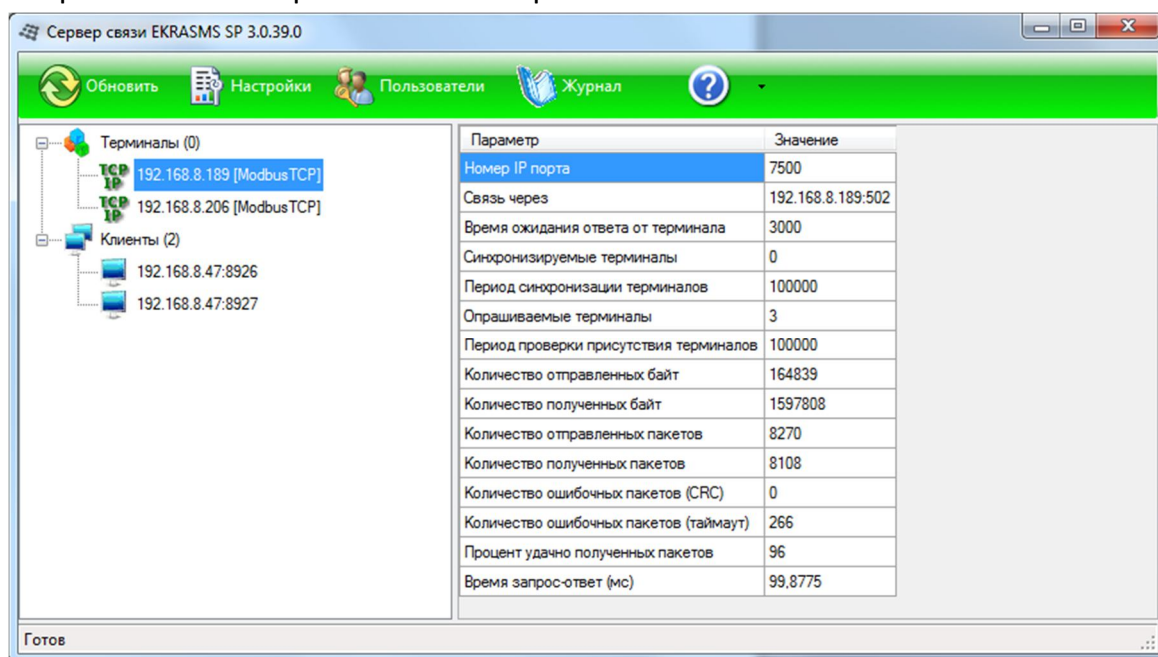 Сервер связи EKRASMS SP 3.0.39.0
Обновить Настройки Пользователи Журнал
Терминалы (0)
TCP IP 192.168.8.189 [ModbusTCP]
TCP IP 192.168.8.206 [ModbusTCP]
Клиенты (2)
192.168.8.47:8926
192.168.8.47:8927
Параметр Значение
Номер IP порта 7500
Связь через 192.168.8.189:502
Время ожидания ответа от терминала 3000
Синхронизируемые терминалы 0
Период синхронизации терминалов 100000
Опрашиваемые терминалы 3
Период проверки присутствия терминалов 100000
Количество отправленных байт 164839
Количество полученных байт 1597808
Количество отправленных пакетов 8270
Количество полученных пакетов 8108
Количество ошибочных пакетов (CRC) 0
Количество ошибочных пакетов (таймаут) 266
Процент удачно полученных пакетов 96
Время запрос-ответ (мс) 99,8775
Готов